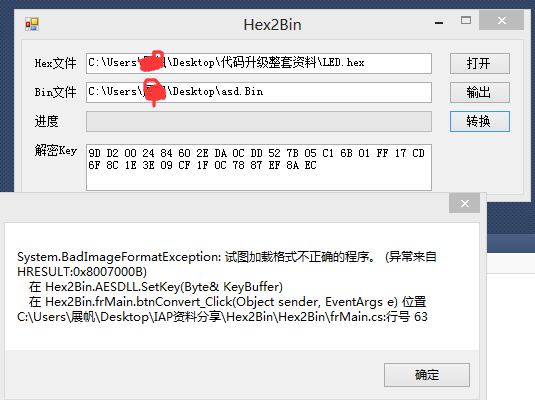 Hex2Bin
Hex文件
C:\Users\\Desktop\代码升级整套资料\LED.hex
打开
Bin文件
C:\Users\\Desktop\asd.Bin
输出
进度
转换
解密Key
9D D2 00 24 84 60 2E DA 0C DD 52 7B 05 C1 6B 01 FF 17 CD
6F 8C 1E 3E 09 CF 1F 0C 78 87 EF 8A EC
System.BadImageFormatException: 试图加载格式不正确的程序。 (异常来自
HRESULT:0x8007000B)
在 Hex2Bin.AESDLL.SetKey(Byte& KeyBuffer)
在 Hex2Bin.frMain.btnConvert_Click(Object sender, EventArgs e) 位置
C:\Users\展帆\Desktop\IAP资料分享\Hex2Bin\Hex2Bin\frMain.cs:行号 63
确定